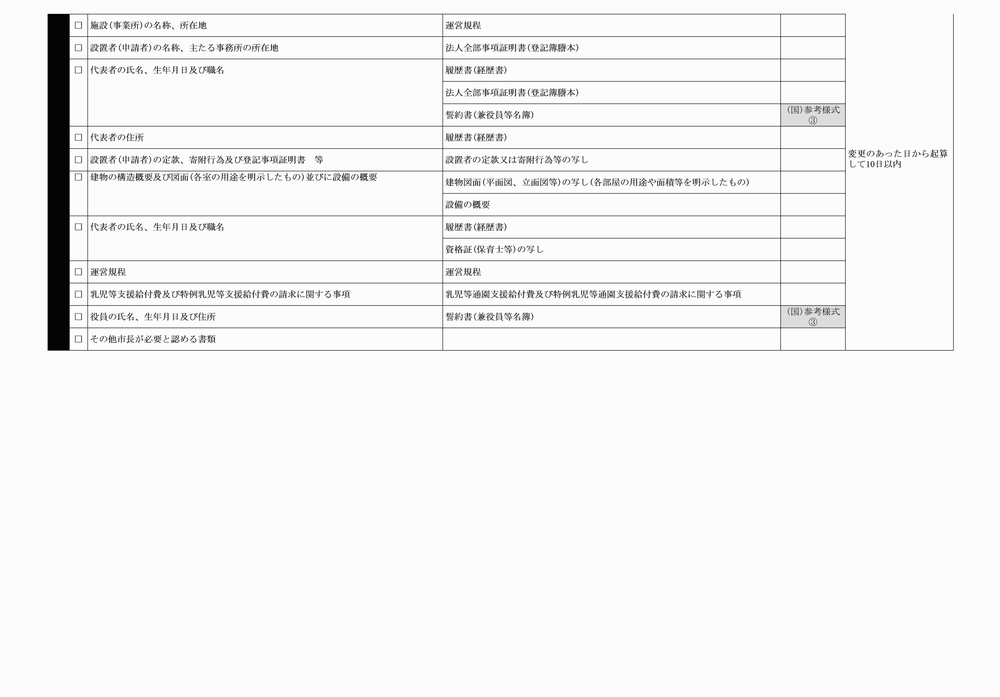 □ 施設(事業所)の名称、所在地 運営規程
□ 設置者(申請者)の名称、主たる事務所の所在地 法人全部事項証明書(登記簿謄本)
□ 代表者の氏名、生年月日及び職名 履歴書(経歴書)
法人全部事項証明書(登記簿謄本)
誓約書(兼役員等名簿) (国)参考様式
③
□ 代表者の住所 履歴書(経歴書)
□ 設置者(申請者)の定款、寄附行為及び登記事項証明書　等 設置者の定款又は寄附行為等の写し
変更のあった日から起算
して10日以内
□ 建物の構造概要及び図面(各室の用途を明示したもの)並びに設備の概要 建物図面(平面図、立面図等)の写し(各部屋の用途や面積等を明示したもの)
設備の概要
□ 代表者の氏名、生年月日及び職名 履歴書(経歴書)
資格証(保育士等)の写し
□ 運営規程 運営規程
□ 乳児等支援給付費及び特例乳児等支援給付費の請求に関する事項 乳児等通園支援給付費及び特例乳児等通園支援給付費の請求に関する事項
□ 役員の氏名、生年月日及び住所 誓約書(兼役員等名簿) (国)参考様式
③
□ その他市長が必要と認める書類